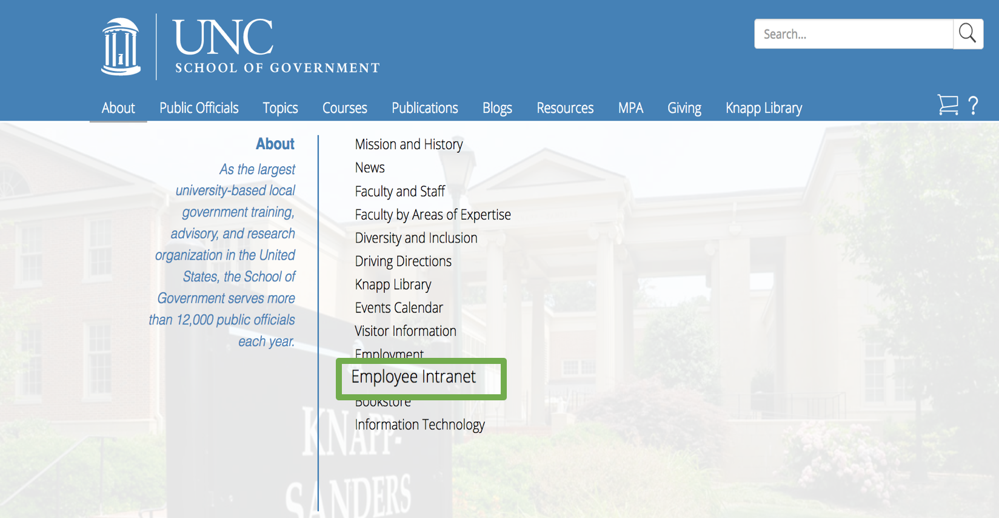 UNC
SCHOOL OF GOVERNMENT
Search...
About
Public Officials
Topics
Courses
Publications
Blogs
Resources
MPA
Giving
Knapp Library
?
About
As the largest
university-based local
government training,
advisory, and research
organization in the United
States, the School of
Government serves more
than 12,000 public officials
each year.
Mission and History
News
Faculty and Staff
Faculty by Areas of Expertise
Diversity and Inclusion
Driving Directions
Knapp Library
Events Calendar
Visitor Information
Employment
Employee Intranet
Bookstore
Information Technology
KNAPP-
SANDERS